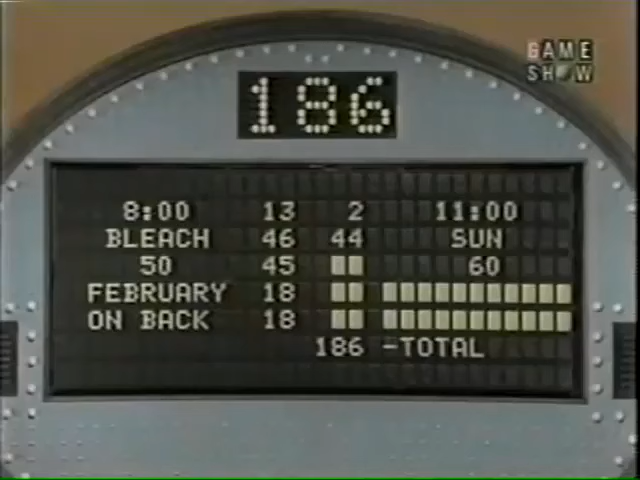 GAME
SHOW
186
8:00 13 2 11:00
BLEACH 46 44 SUN
50 45 60
FEBRUARY 18
ON BACK 18
186 -TOTAL